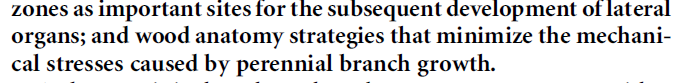 zones as important sites for the subsequent development of lateral
organs; and wood anatomy strategies that minimize the mechani-
cal stresses caused by perennial branch growth.